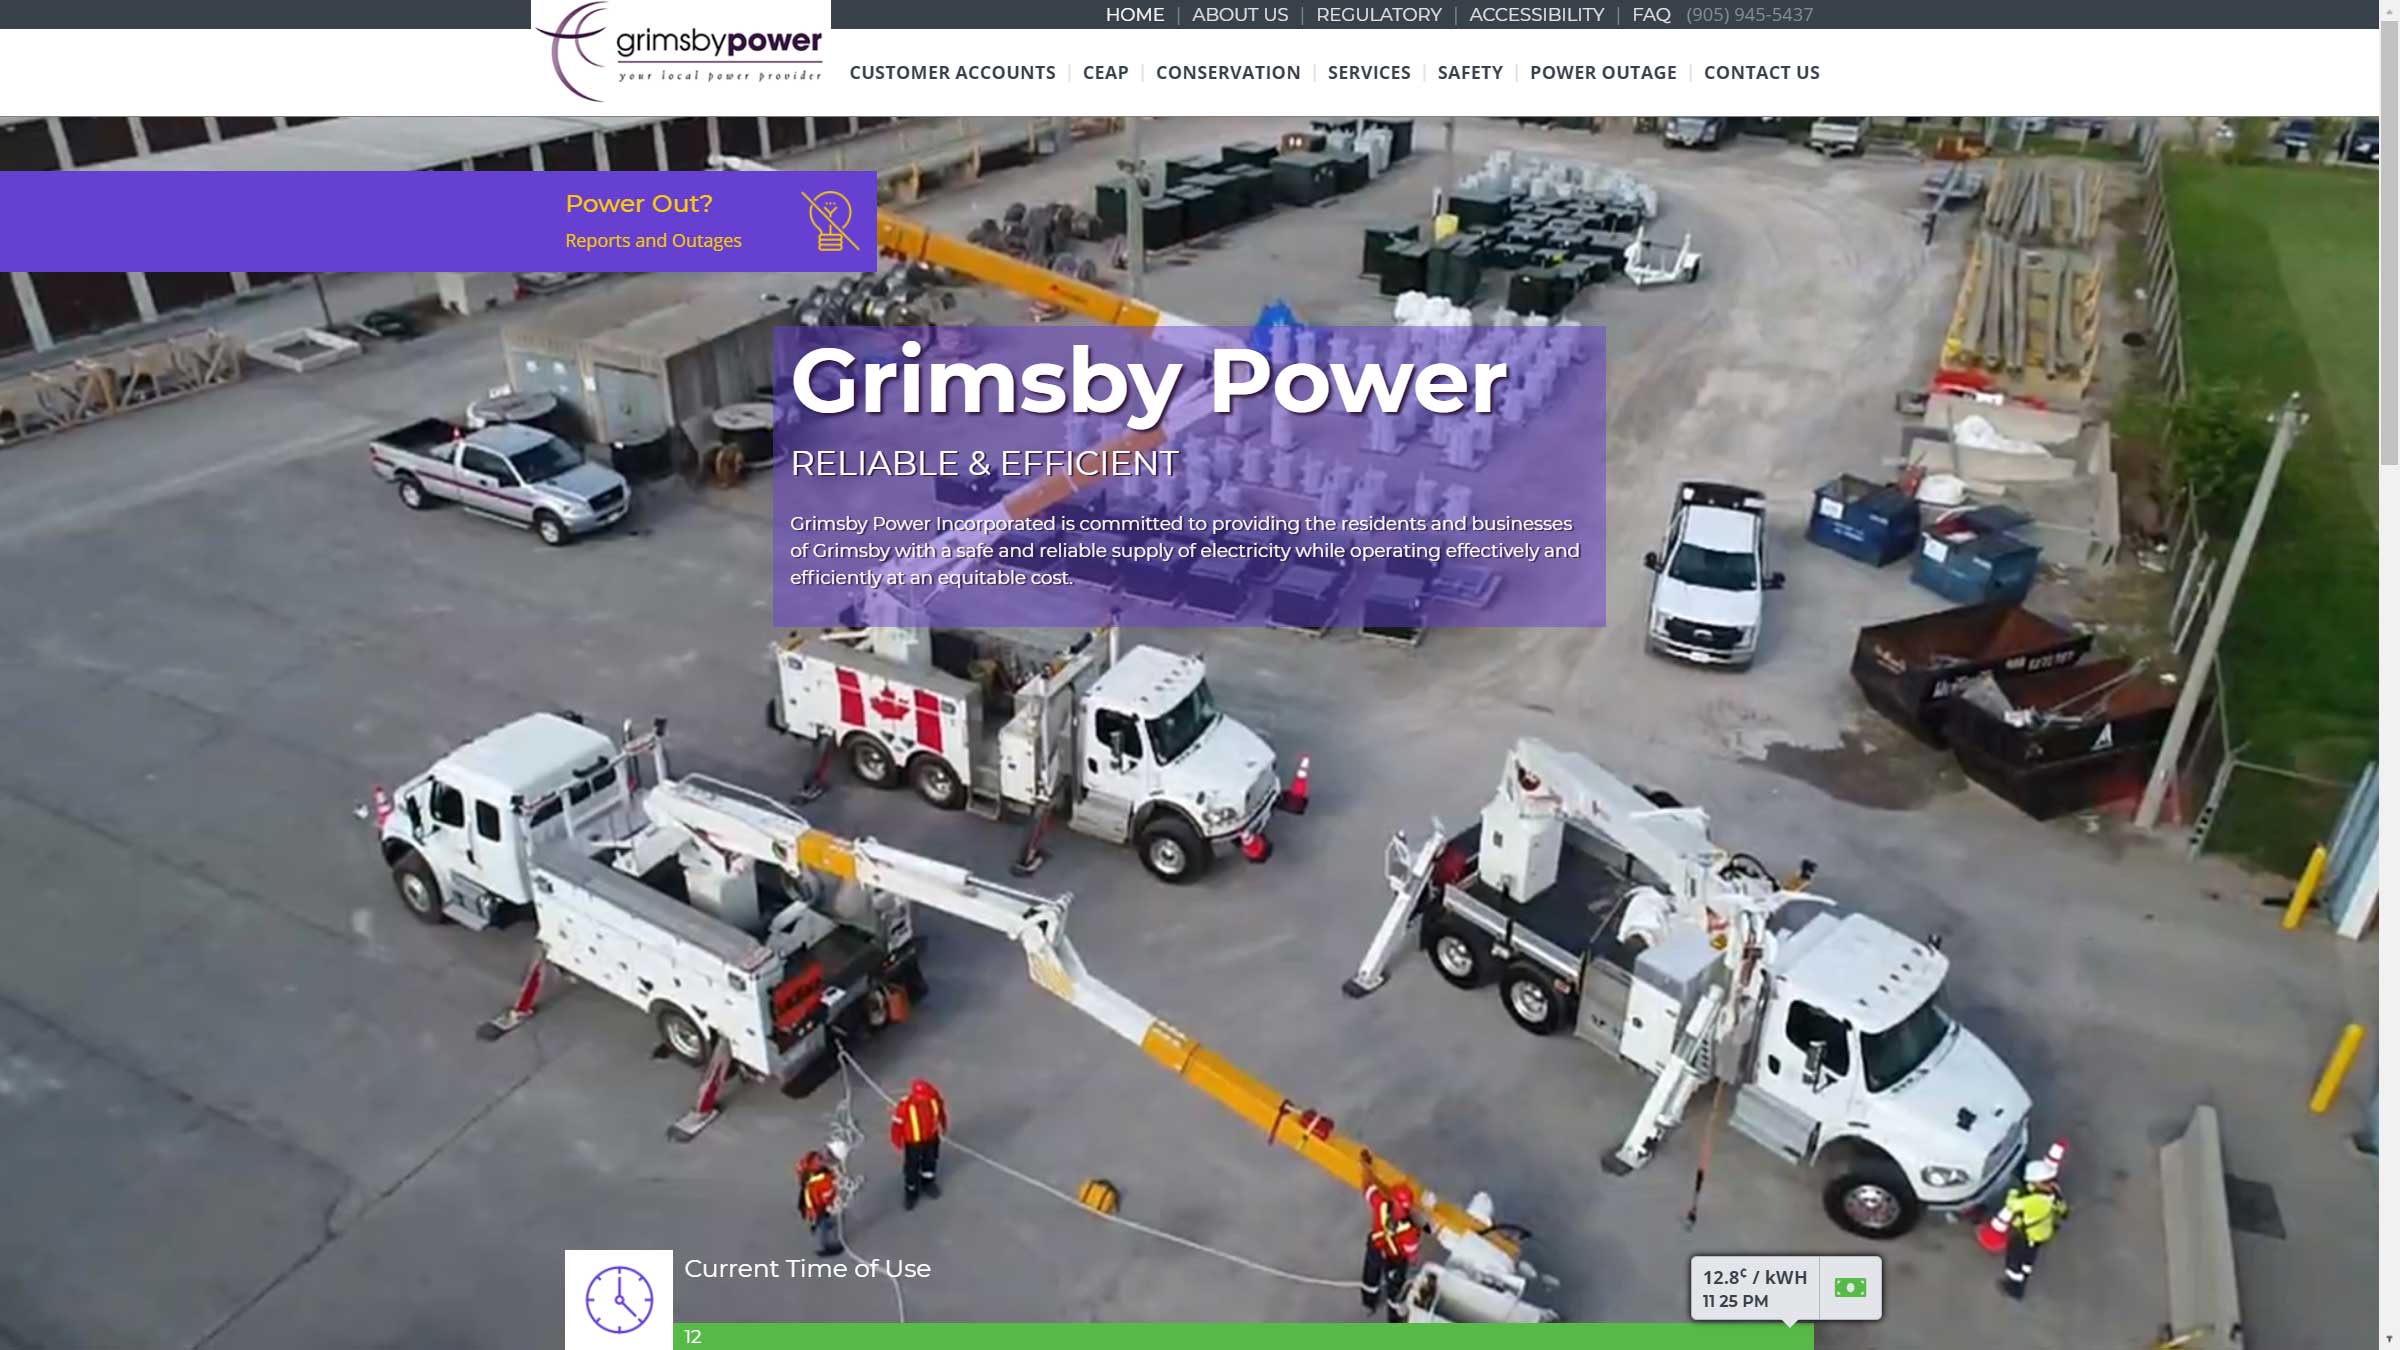 HOME | ABOUT US | REGULATORY | ACCESSIBILITY | FAQ (905) 945-5437
grimsbypower
your local power provider
CUSTOMER ACCOUNTS | CEAP | CONSERVATION | SERVICES | SAFETY | POWER OUTAGE | CONTACT US
Power Out?
Reports and Outages
Grimsby Power
RELIABLE & EFFICIENT
Grimsby Power Incorporated is committed to providing the residents and businesses
of Grimsby with a safe and reliable supply of electricity while operating effectively and
efficiently at an equitable cost.
Current Time of Use
12.8¢ / kWH
11 25 PM
12